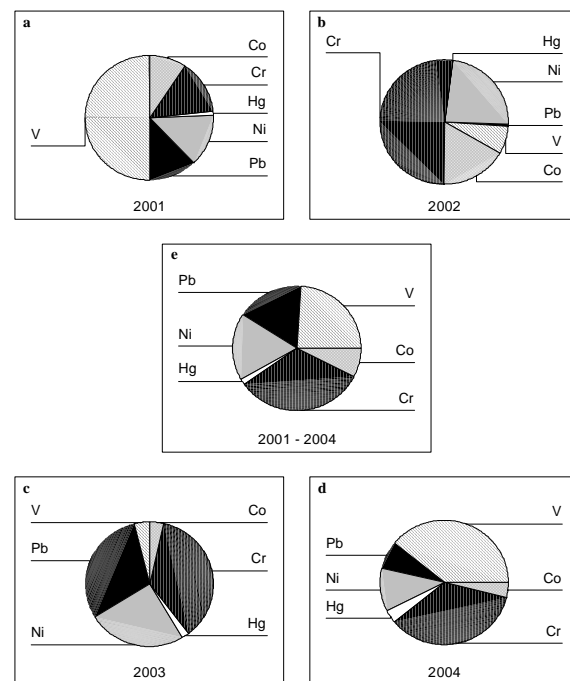 a
Co
Cr
Hg
Ni
Pb
V
2001
b
Cr
Hg
Ni
Pb
V
Co
2002
e
Pb
Ni
Hg
V
Co
Cr
2001 - 2004
c
V
Pb
Ni
Co
Cr
Hg
2003
d
Pb
Ni
Hg
V
Co
Cr
2004